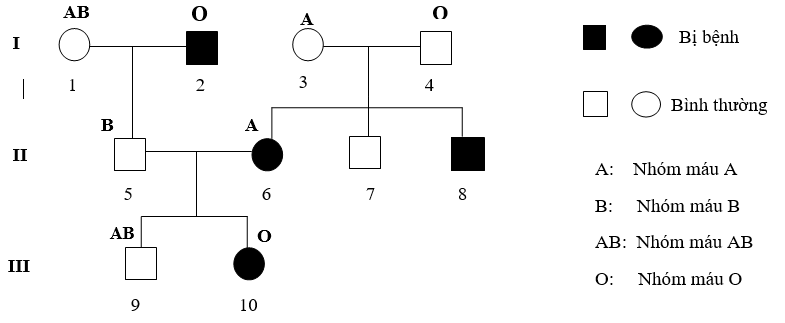 AB O A O
I Bị bệnh
1 2 3 4
Bình thường
B A
II
A: Nhóm máu A
5 6 7 8
B: Nhóm máu B
AB O
AB: Nhóm máu AB
III
O: Nhóm máu O
9 10